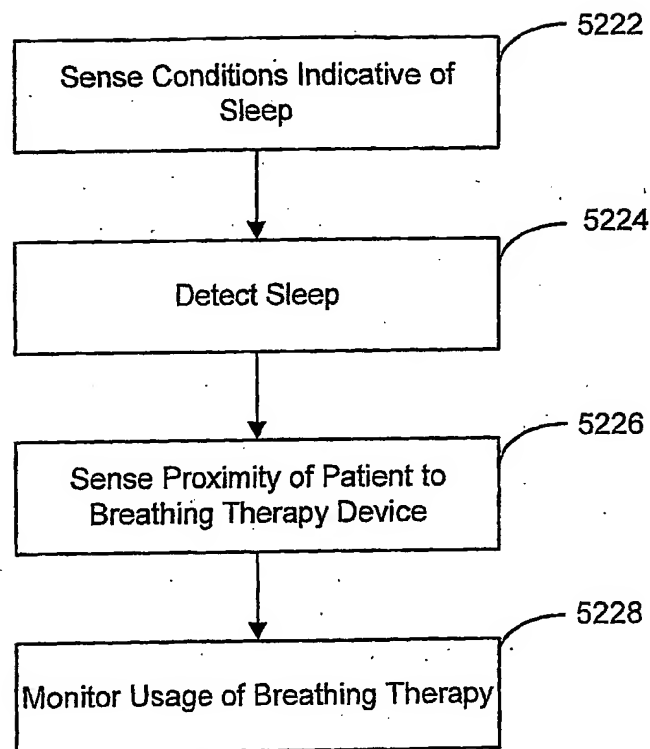 5222
Sense Conditions Indicative of
Sleep
5224
Detect Sleep
5226
Sense Proximity of Patient to
Breathing Therapy Device
5228
Monitor Usage of Breathing Therapy